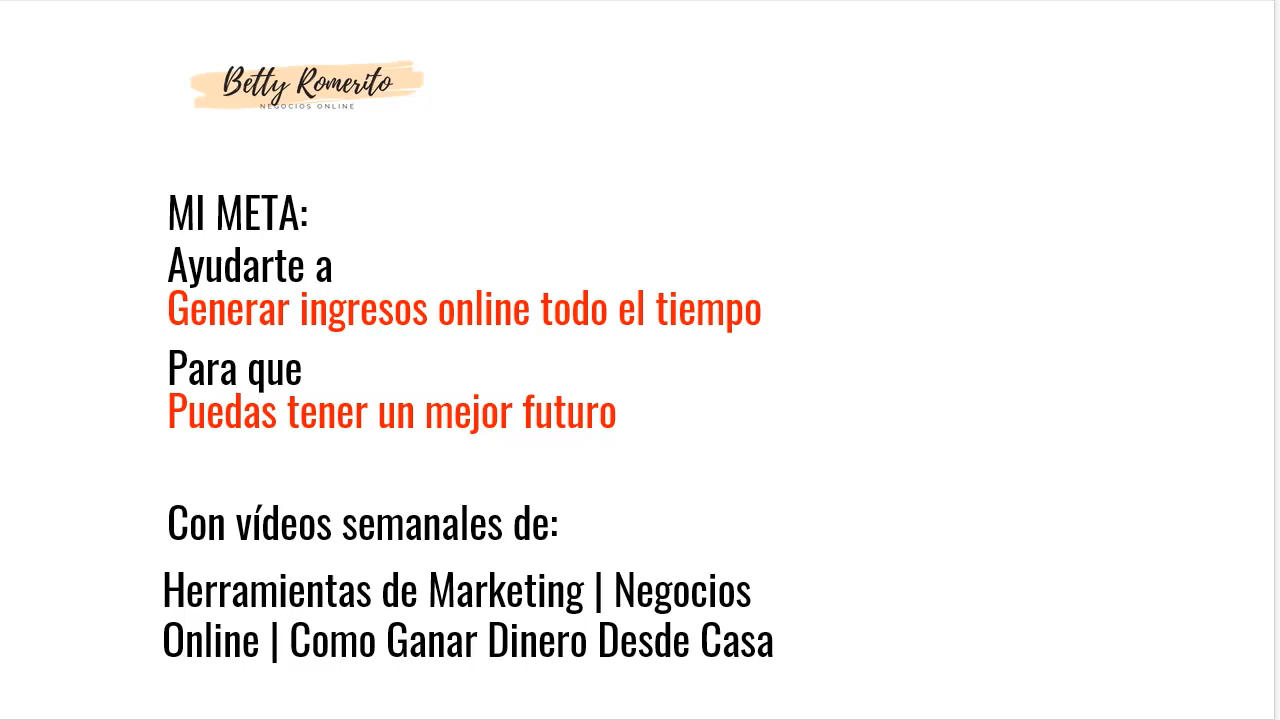 Betty Romerito
NEGOCIOS ONLINE
MI META:
Ayudarte a
Generar ingresos online todo el tiempo
Para que
Puedas tener un mejor futuro
Con vídeos semanales de:
Herramientas de Marketing | Negocios
Online | Como Ganar Dinero Desde Casa